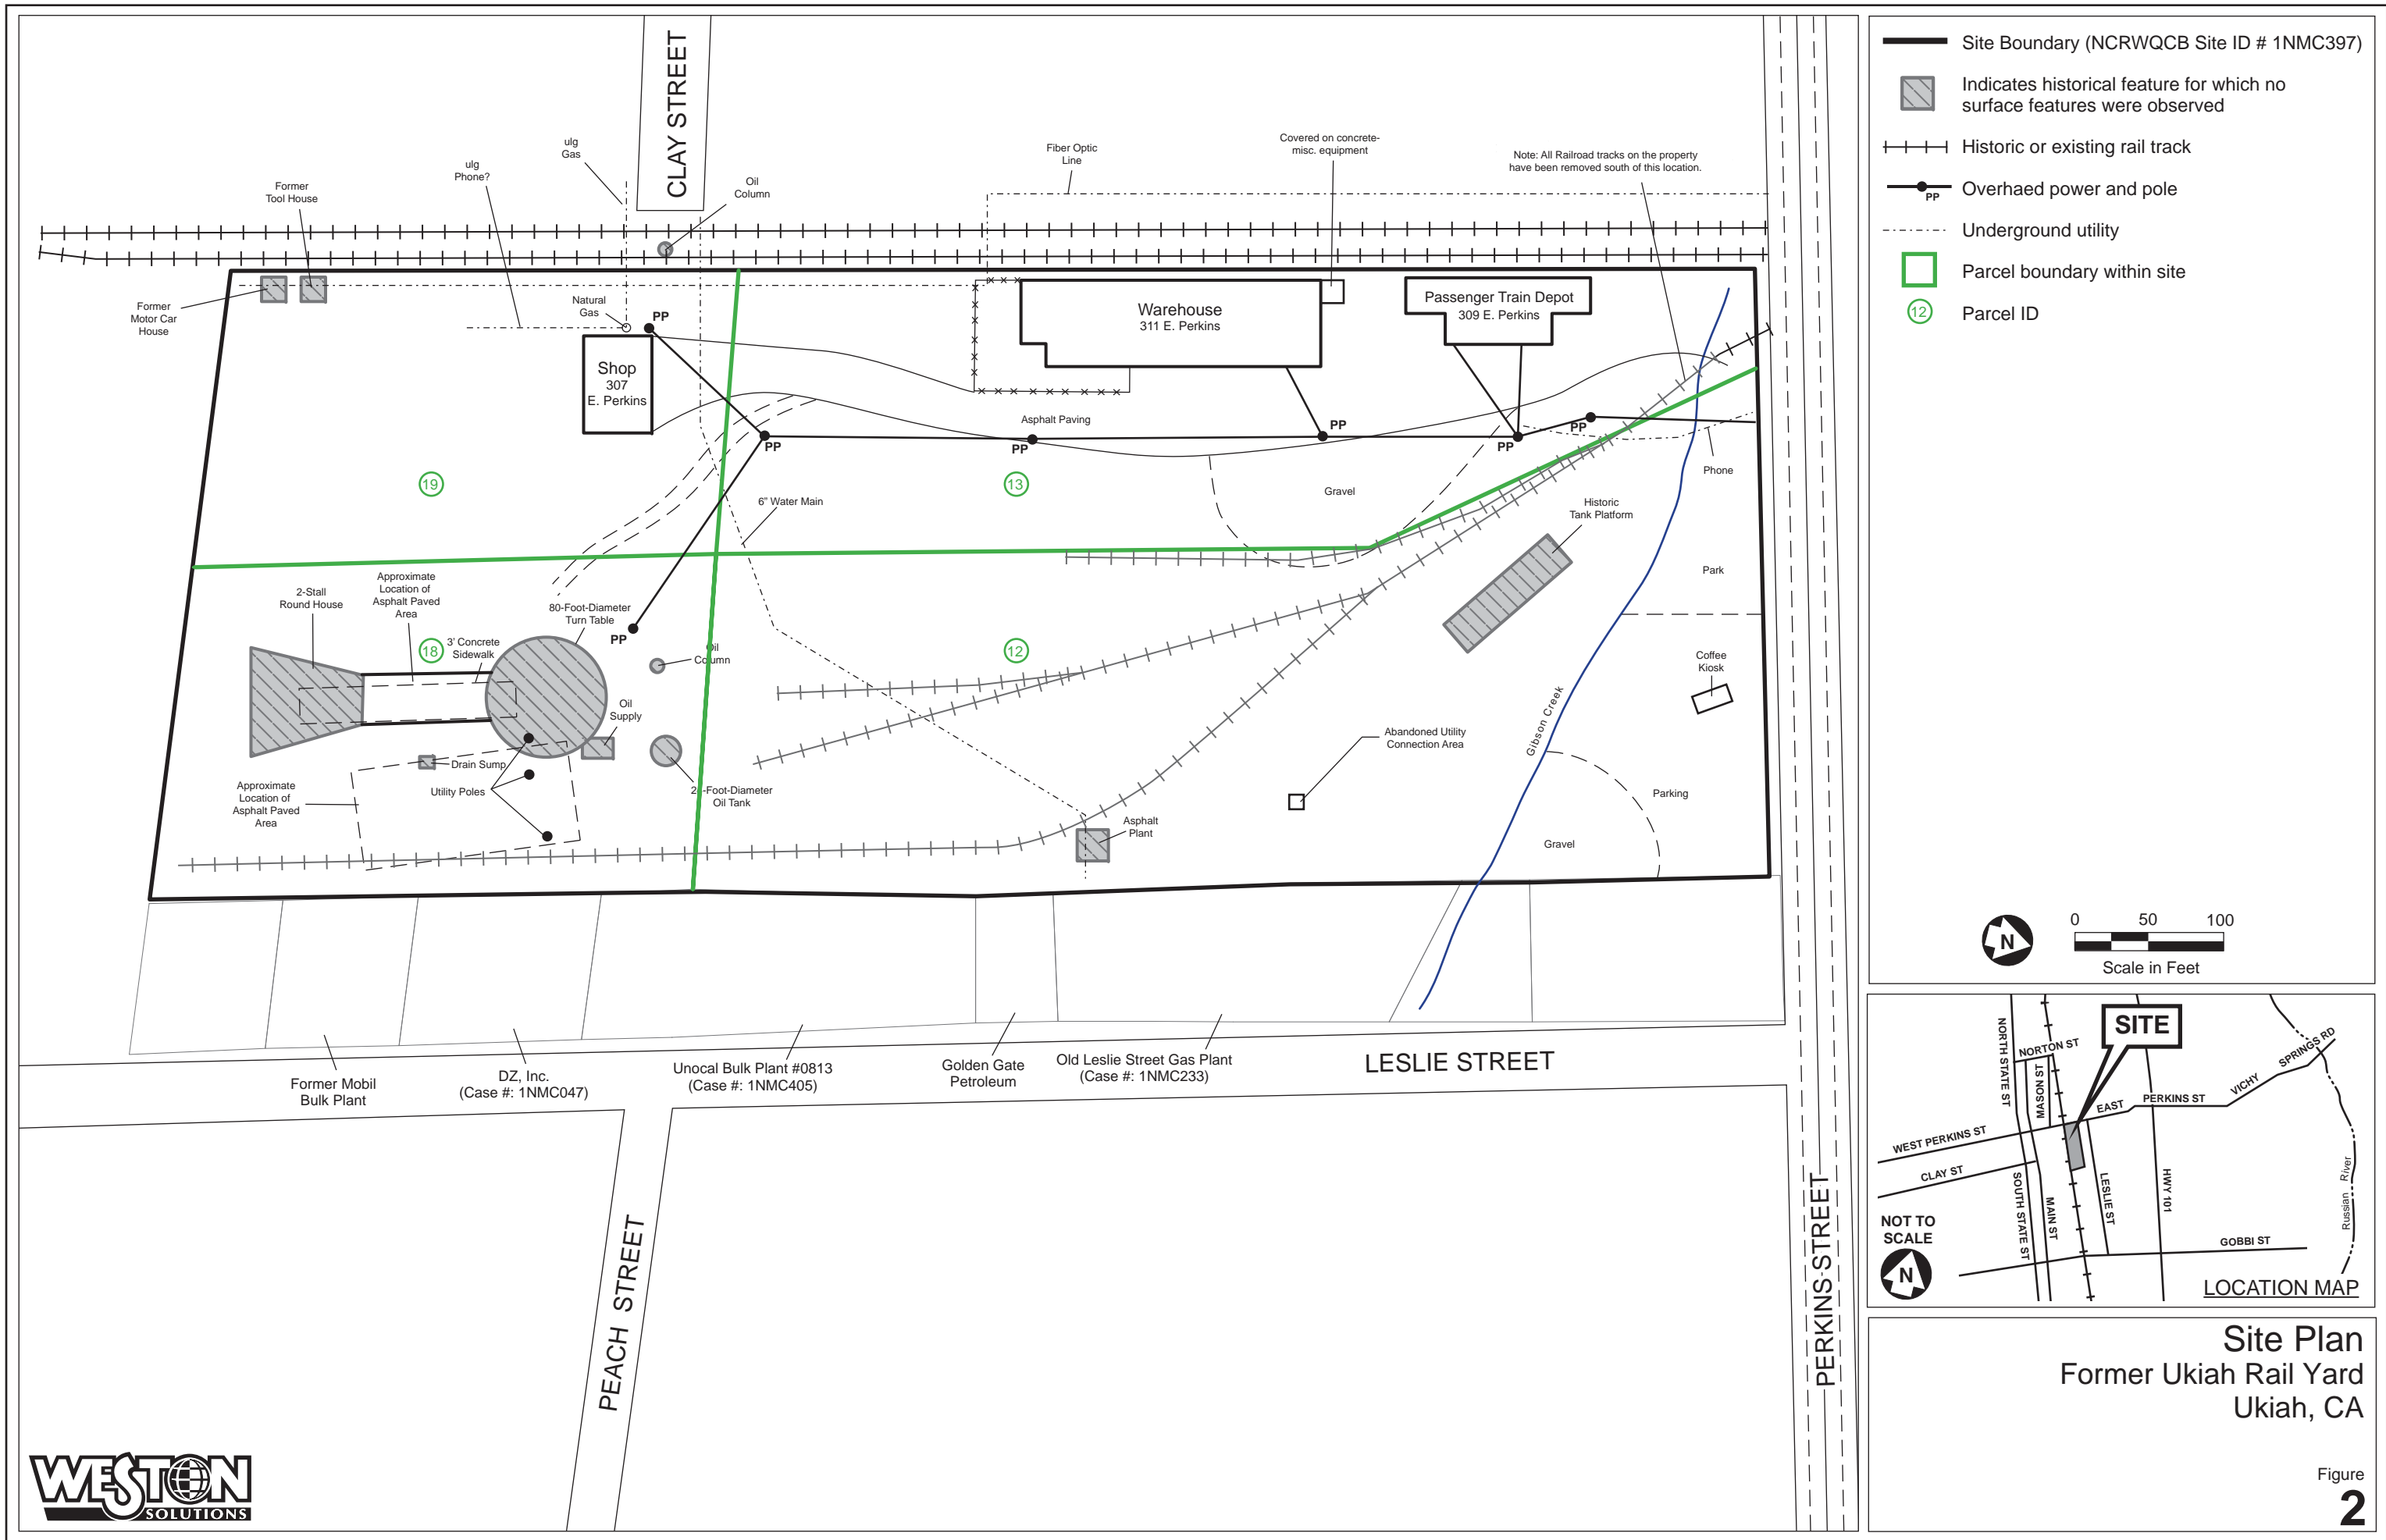 CLAY STREET
ulg
Gas
ulg
Phone?
Former
Tool House
Oil
Column
Fiber Optic
Line
Covered on concrete-
misc. equipment
Note: All Railroad tracks on the property
have been removed south of this location.
Former
Motor Car
House
Natural
Gas
PP
Shop
307
E. Perkins
Warehouse
311 E. Perkins
Passenger Train Depot
309 E. Perkins
Asphalt Paving
PP
PP
PP
PP
PP
Phone
19
13
6" Water Main
Gravel
Historic
Tank Platform
Park
2-Stall
Round House
Approximate
Location of
Asphalt Paved
Area
80-Foot-Diameter
Turn Table
PP
18
3' Concrete
Sidewalk
Oil
Column
12
Coffee
Kiosk
Oil
Supply
Gibson Creek
Abandoned Utility
Connection Area
Drain Sump
Utility Poles
Approximate
Location of
Asphalt Paved
Area
-Foot-Diameter
Oil Tank
Asphalt
Plant
Parking
Gravel
Former Mobil
Bulk Plant
DZ, Inc.
(Case #: 1NMC047)
Unocal Bulk Plant #0813
(Case #: 1NMC405)
Golden Gate
Petroleum
Old Leslie Street Gas Plant
(Case #: 1NMC233)
LESLIE STREET
PEACH STREET
PERKINS STREET
WESTON
SOLUTIONS
Site Boundary (NCRWQCB Site ID # 1NMC397)
Indicates historical feature for which no
surface features were observed
Historic or existing rail track
PP
Overhaed power and pole
Underground utility
Parcel boundary within site
12
Parcel ID
N
0 50 100
Scale in Feet
SITE
NORTH STATE ST
NORTON ST
MASON ST
EAST
PERKINS ST
VICHY
SPRINGS RD
WEST PERKINS ST
CLAY ST
SOUTH STATE ST
MAIN ST
LESLIE ST
HWY 101
Russian River
GOBBI ST
NOT TO
SCALE
N
LOCATION MAP
Site Plan
Former Ukiah Rail Yard
Ukiah, CA
Figure
2